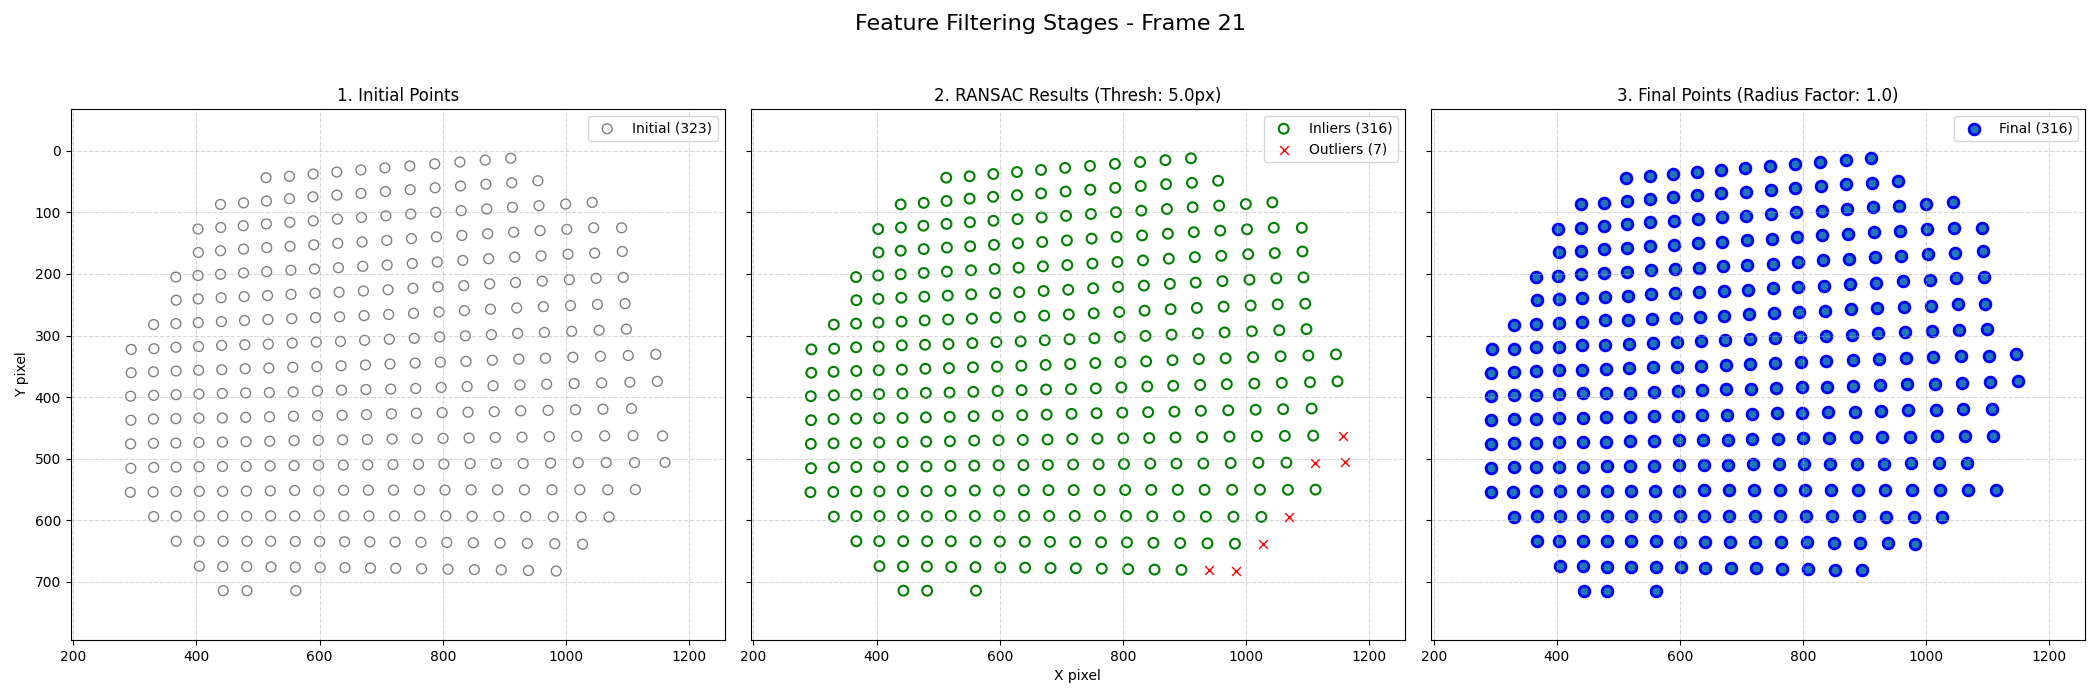 Feature Filtering Stages - Frame 21
1. Initial Points
Initial (323)
0
100
200
300
400
500
600
700
Y pixel
200 400 600 800 1000 1200
2. RANSAC Results (Thresh: 5.0px)
Inliers (316)
Outliers (7)
200 400 600 800 1000 1200
X pixel
3. Final Points (Radius Factor: 1.0)
Final (316)
200 400 600 800 1000 1200